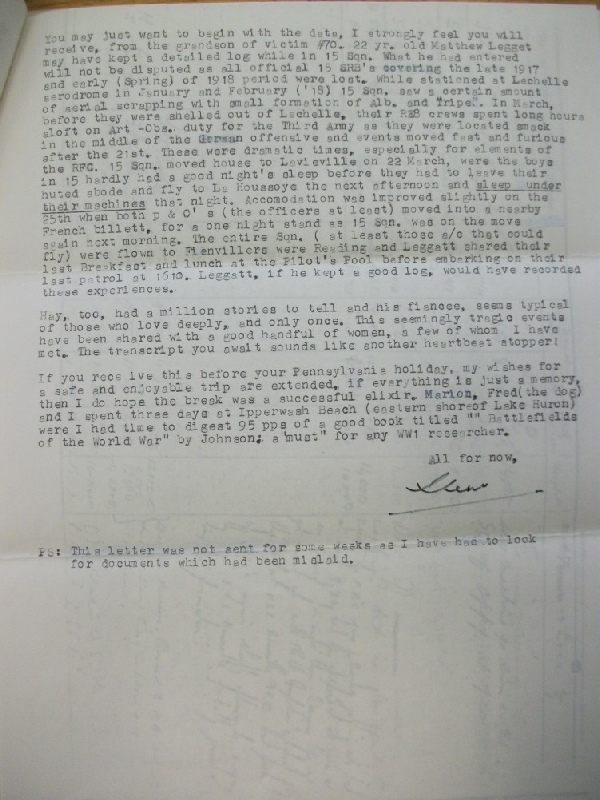 You may just want to begin with the data, I strongly feel you will
receive, from the grandson of victim #70. 22 yr. old Matthew Legget
may have kept a detailed log while in 15 Sqn. What he had entered
will not be disputed as all official 15 SRB's covering the late 1917
and early (Spring) of 1918 period were lost. While stationed at Lechelle
aerodrome in January and February ('18) 15 Sqn. saw a certain amount
of aerial scrapping with small formation of Alb. and Tripes. In March,
before they were shelled out of Lechelle, their RE8 crews spent long hours
aloft on Art -Obs. duty for the Third Army as they were located smack
in the middle of the German offensive and events moved fast and furious
after the 21st. These were dramatic times, especially for elements of
the RFC. 15 Sqn. moved house to Lavieville on 22 March, were the boys
in 15 hardly had a good night's sleep before they had to leave their
huted abode and fly to La Houssoye the next afternoon and sleep under
their machines that night. Accomodation was improved slightly on the
25th when both p & O' s (the officers at least) moved into a nearby
French billett, for a one night stand as 15 Sqn. was on the move
again next morning. The entire Sqn. ( at least those a/c that could
fly) were flown to Fienvillers were Reading and Leggatt shared their
last Breakfast and lunch at the Pilot's Pool before embarking on their
last patrol at 1610. Leggatt, if he kept a good log, would have recorded
these experiences.
Hay, too, had a million stories to tell and his fiancee, seems typical
of those who love deeply, and only once. This seemingly tragic events
have been shared with a good handful of women, a few of whom I have
met. The transcript you await sounds like another heartbeat stopper!
If you rece ive this before your Pennsylvania holiday, my wishes for
a safe and enjoyable trip are extended, if everything is just a memory,
then I do hope the break was a successful elixir. Marion, Fred(the dog)
and I spent three days at Ipperwash Beach (eastern shoreof Lake Huron)
were I had time to digest 95 pps of a good book titled "" Battlefields
of the World War" by Johnson; a "must" for any WW1 researcher.
All for now,
PS: This letter was not sent for some weeks as I have had to look
for documents which had been mislaid.